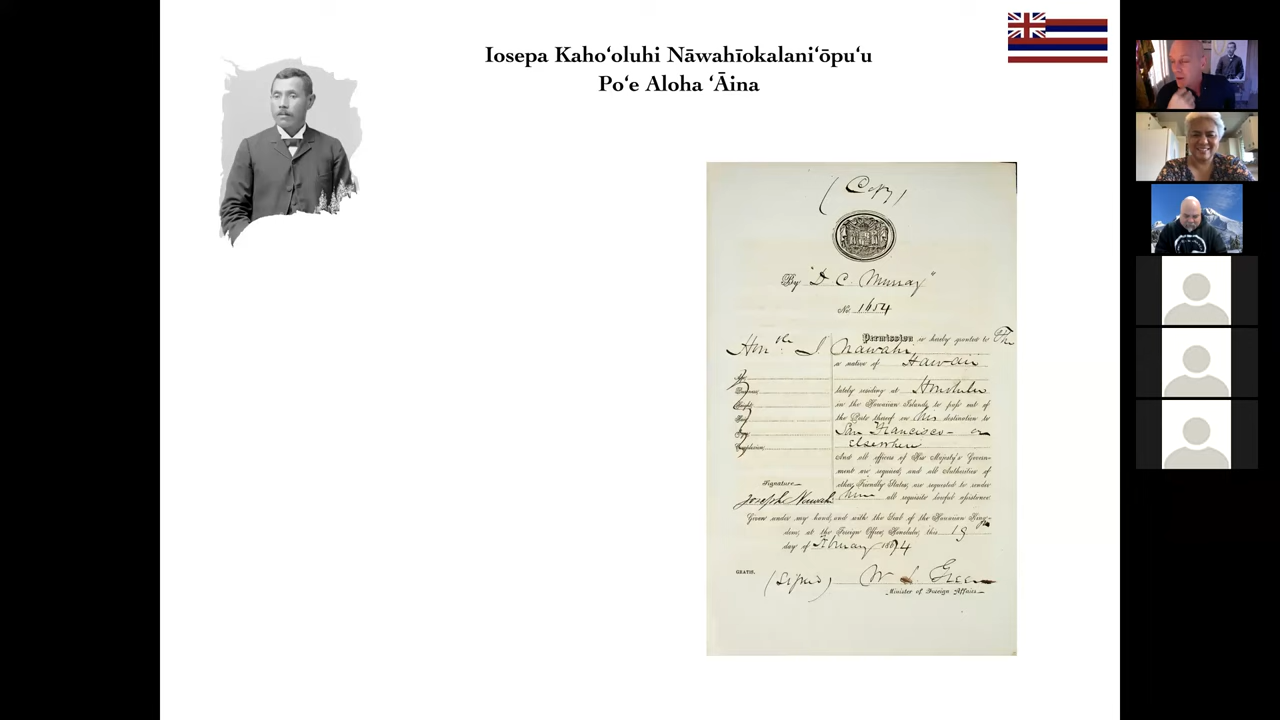 Iosepa Kahoʻoluhi Nāwahīokalaniʻōpuʻu
Poʻe Aloha ʻĀina
(Copy)
By "D C Murray"
No 1654
Permission is hereby granted to The
Honble J Nawahi
a native of Hawaii
lately residing at Honolulu
in the Hawaiian Islands to pass out of
the Ports thereof on his destination to
San Francisco - or
elsewhere
And all officers of His Majesty's Govern-
ment are required, and all Authorities of
other Friendly States, are requested to render
him all requisite lawful assistance
Signature
Joseph Nawahi
Given under my hand, and with the Seal of the Hawaiian King-
dom, at the Foreign Office, Honolulu, this 19
day of February 1874
GRATIS.
(Signed) W L Green
Minister of Foreign Affairs